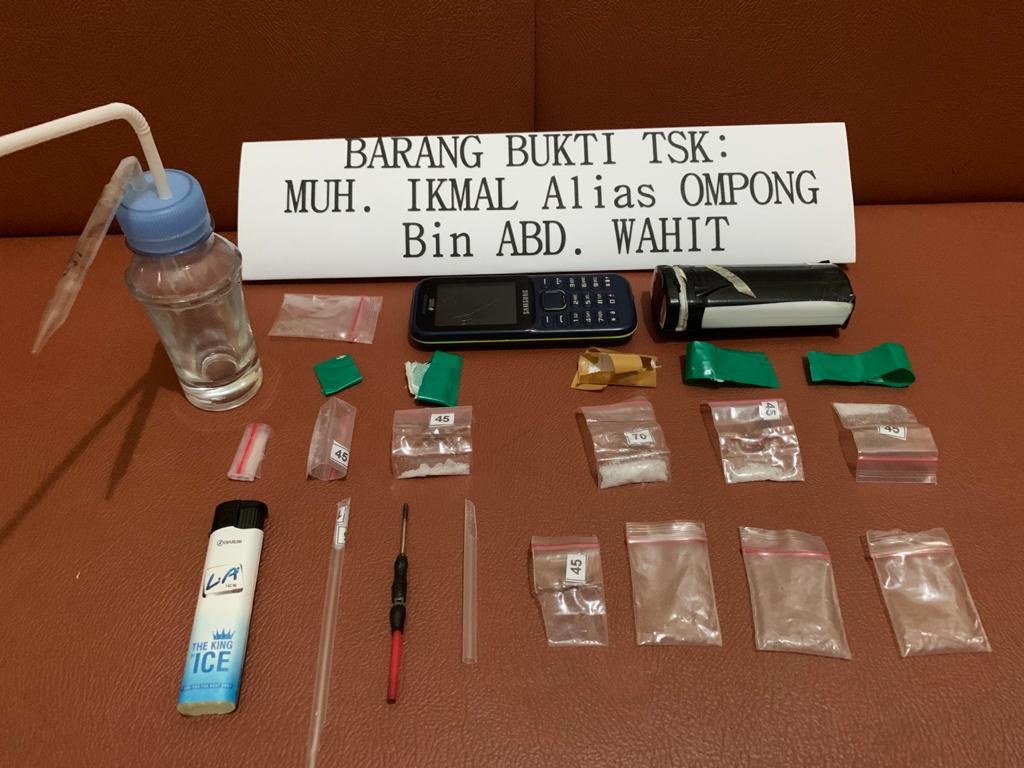 BARANG BUKTI TSK:
MUH. IKMAL Alias OMPONG
Bin ABD. WAHIT
SAMSUNG
45
45
70
45
45
45
L.A
ICE
THE KING
OF ICE